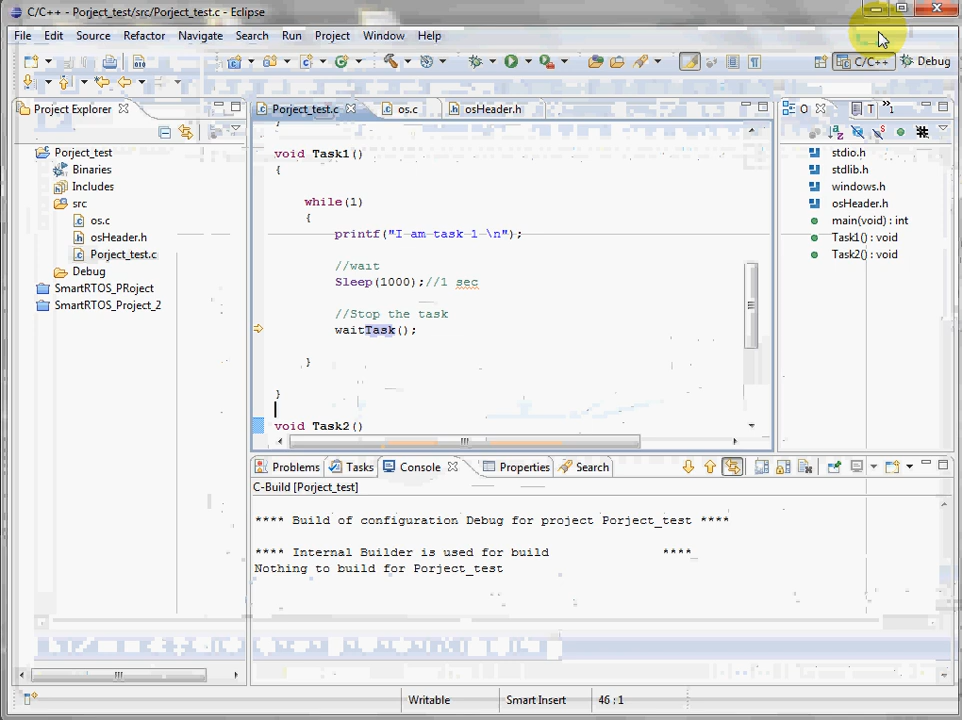 C/C++ - Porject_test/src/Porject_test.c - Eclipse
File Edit Source Refactor Navigate Search Run Project Window Help
C/C++ Debug
Project Explorer
Porject_test
Binaries
Includes
src
os.c
osHeader.h
Porject_test.c
Debug
SmartRTOS_PRoject
SmartRTOS_Project_2
Porject_test.c os.c osHeader.h
}
void Task1()
{
while(1)
{
printf("I am task 1 \n");
//wait
Sleep(1000);//1 sec
//Stop the task
waitTask();
}
}
void Task2()
O T »1
stdio.h
stdlib.h
windows.h
osHeader.h
main(void) : int
Task1() : void
Task2() : void
Problems Tasks Console Properties Search
C-Build [Porject_test]
**** Build of configuration Debug for project Porject_test ****
**** Internal Builder is used for build ****
Nothing to build for Porject_test
Writable Smart Insert 46 : 1